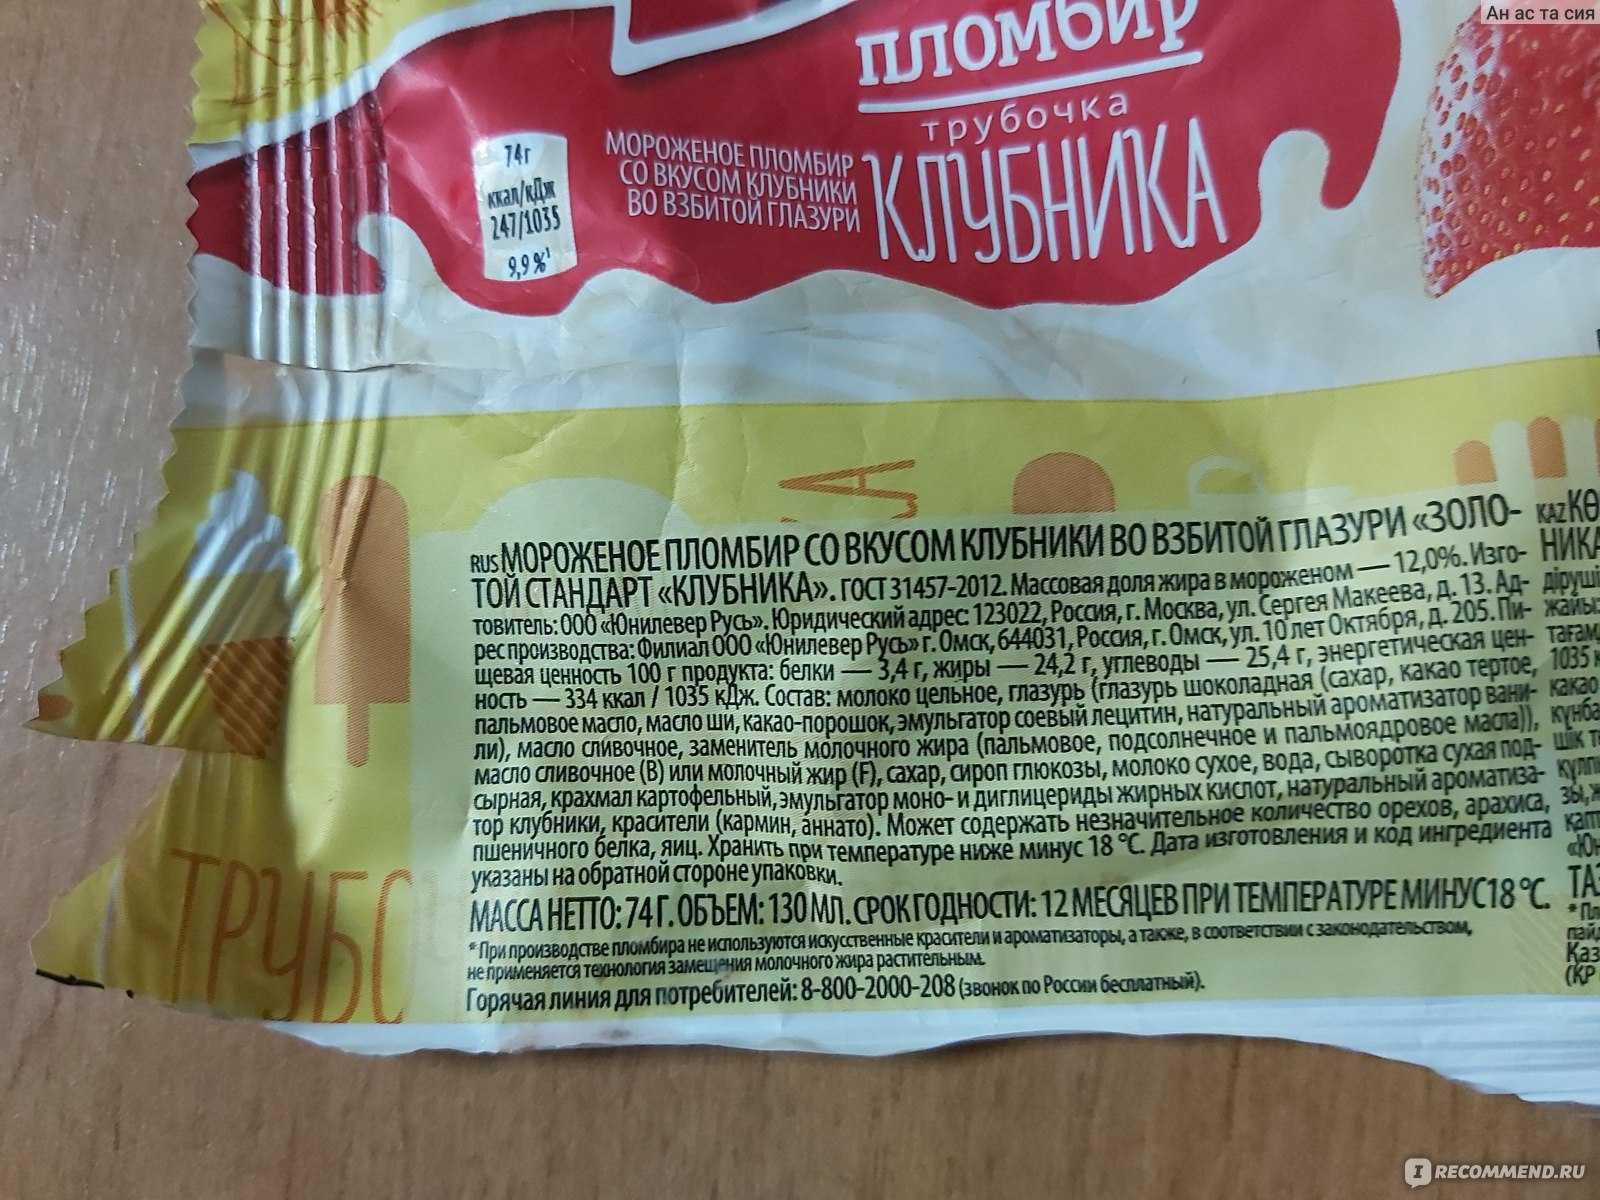 Ан ас та сия
пломбир
трубочка
КЛУБНИКА
МОРОЖЕНОЕ ПЛОМБИР
СО ВКУСОМ КЛУБНИКИ
ВО ВЗБИТОЙ ГЛАЗУРИ
74г
ккал/кДж
247/1035
9,9%¹
RUS МОРОЖЕНОЕ ПЛОМБИР СО ВКУСОМ КЛУБНИКИ ВО ВЗБИТОЙ ГЛАЗУРИ «ЗОЛО-
ТОЙ СТАНДАРТ «КЛУБНИКА». ГОСТ 31457-2012. Массовая доля жира в мороженом — 12,0%. Изго-
товитель: ООО «Юнилевер Русь». Юридический адрес: 123022, Россия, г. Москва, ул. Сергея Макеева, д. 13. Ад-
рес производства: Филиал ООО «Юнилевер Русь» г. Омск, 644031, Россия, г. Омск, ул. 10 лет Октября, д. 205. Пи-
щевая ценность 100 г продукта: белки — 3,4 г, жиры — 24,2 г, углеводы — 25,4 г, энергетическая цен-
ность — 334 ккал / 1035 кДж. Состав: молоко цельное, глазурь (глазурь шоколадная (сахар, какао тертое,
пальмовое масло, масло ши, какао-порошок, эмульгатор соевый лецитин, натуральный ароматизатор вани-
ли), масло сливочное, заменитель молочного жира (пальмовое, подсолнечное и пальмоядровое масла)),
масло сливочное (B) или молочный жир (F), сахар, сироп глюкозы, молоко сухое, вода, сыворотка сухая под-
сырная, крахмал картофельный, эмульгатор моно- и диглицериды жирных кислот, натуральный ароматиза-
тор клубники, красители (кармин, аннато). Может содержать незначительное количество орехов, арахиса,
пшеничного белка, яиц. Хранить при температуре ниже минус 18 °C. Дата изготовления и код ингредиента
указаны на обратной стороне упаковки.
МАССА НЕТТО: 74 Г. ОБЪЕМ: 130 МЛ. СРОК ГОДНОСТИ: 12 МЕСЯЦЕВ ПРИ ТЕМПЕРАТУРЕ МИНУС 18 °C.
* При производстве пломбира не используются искусственные красители и ароматизаторы, а также, в соответствии с законодательством,
не применяется технология замещения молочного жира растительным.
Горячая линия для потребителей: 8-800-2000-208 (звонок по России бесплатный).
KAZ
1035
какао
ТРУБО
IRECOMMEND.RU